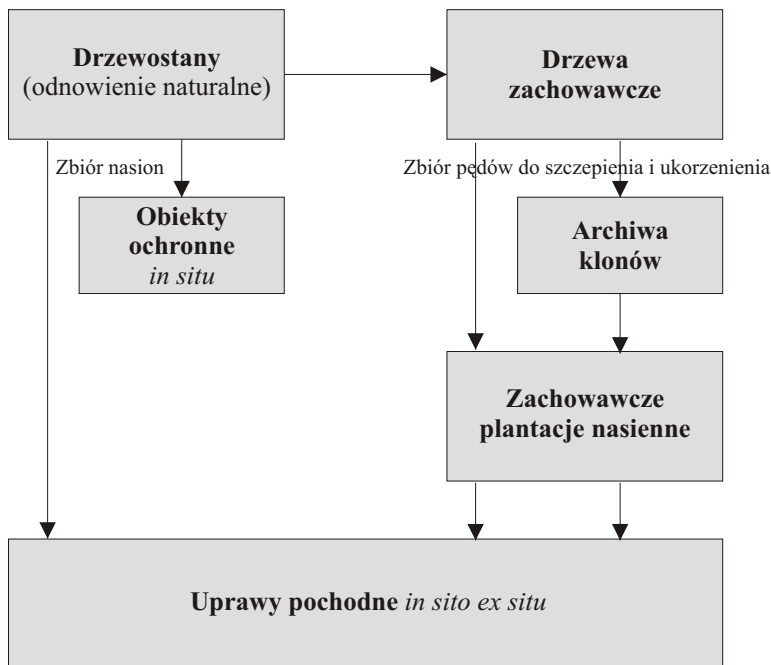 Drzewostany
(odnowienie naturalne)
Drzewa
zachowawcze
Zbiór nasion
Zbiór pędów do szczepienia i ukorzenienia
Obiekty
ochronne
in situ
Archiwa
klonów
Zachowawcze
plantacje nasienne
Uprawy pochodne in sito ex situ